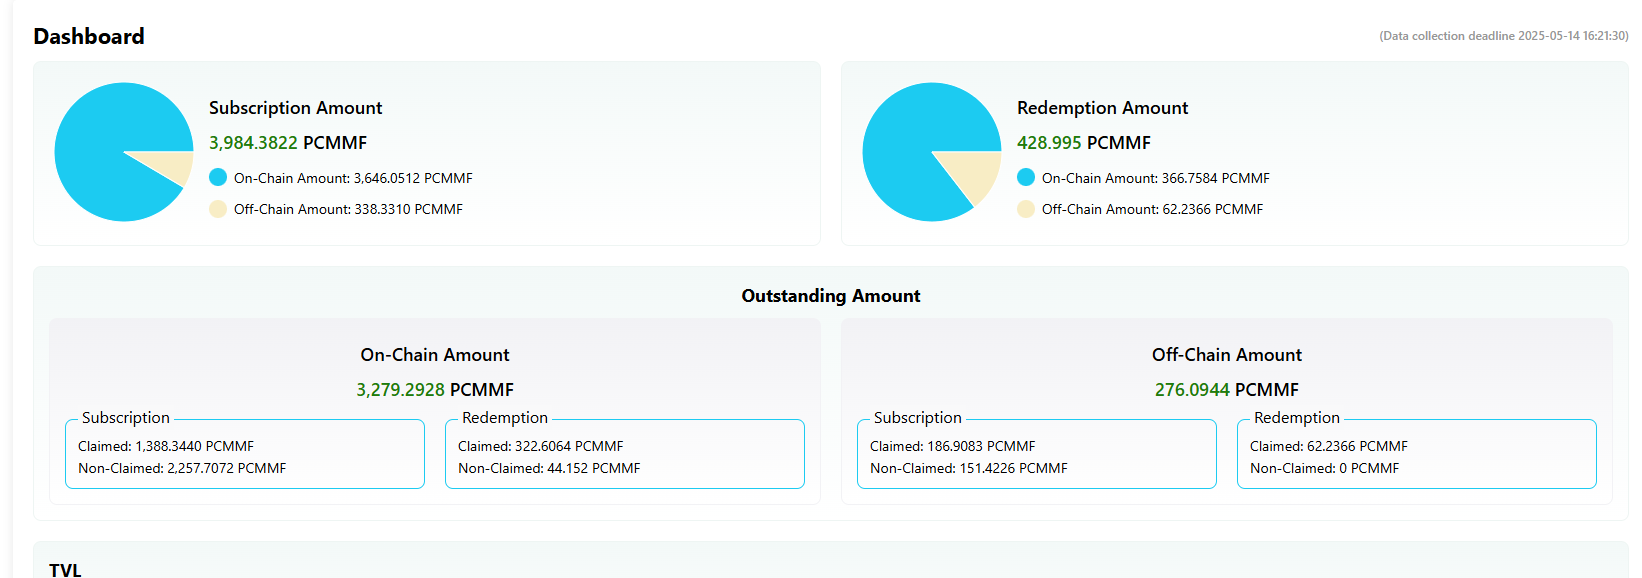 Dashboard
(Data collection deadline 2025-05-14 16:21:30)
Subscription Amount
3,984.3822 PCMMF
On-Chain Amount: 3,646.0512 PCMMF
Off-Chain Amount: 338.3310 PCMMF
Redemption Amount
428.995 PCMMF
On-Chain Amount: 366.7584 PCMMF
Off-Chain Amount: 62.2366 PCMMF
Outstanding Amount
On-Chain Amount
3,279.2928 PCMMF
Subscription
Claimed: 1,388.3440 PCMMF
Non-Claimed: 2,257.7072 PCMMF
Redemption
Claimed: 322.6064 PCMMF
Non-Claimed: 44.152 PCMMF
Off-Chain Amount
276.0944 PCMMF
Subscription
Claimed: 186.9083 PCMMF
Non-Claimed: 151.4226 PCMMF
Redemption
Claimed: 62.2366 PCMMF
Non-Claimed: 0 PCMMF
TVL